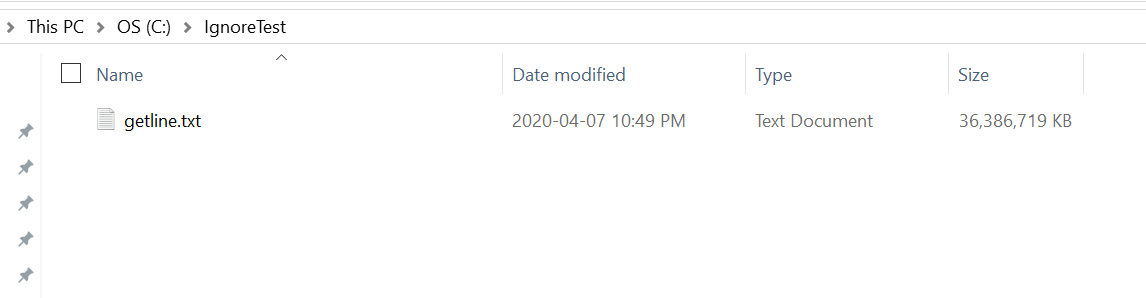 This PC > OS (C:) > IgnoreTest
Name Date modified Type Size
getline.txt 2020-04-07 10:49 PM Text Document 36,386,719 KB